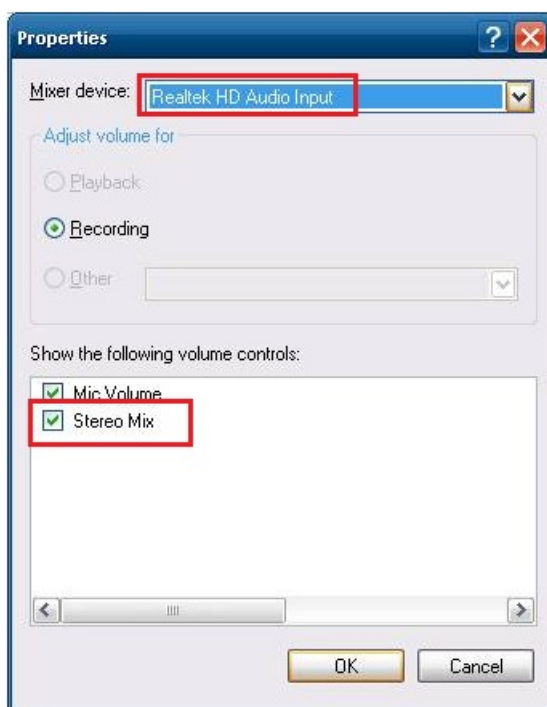 Properties
Mixer device: Realtek HD Audio Input
Adjust volume for
Playback
Recording
Other
Show the following volume controls:
Mic Volume
Stereo Mix
OK Cancel